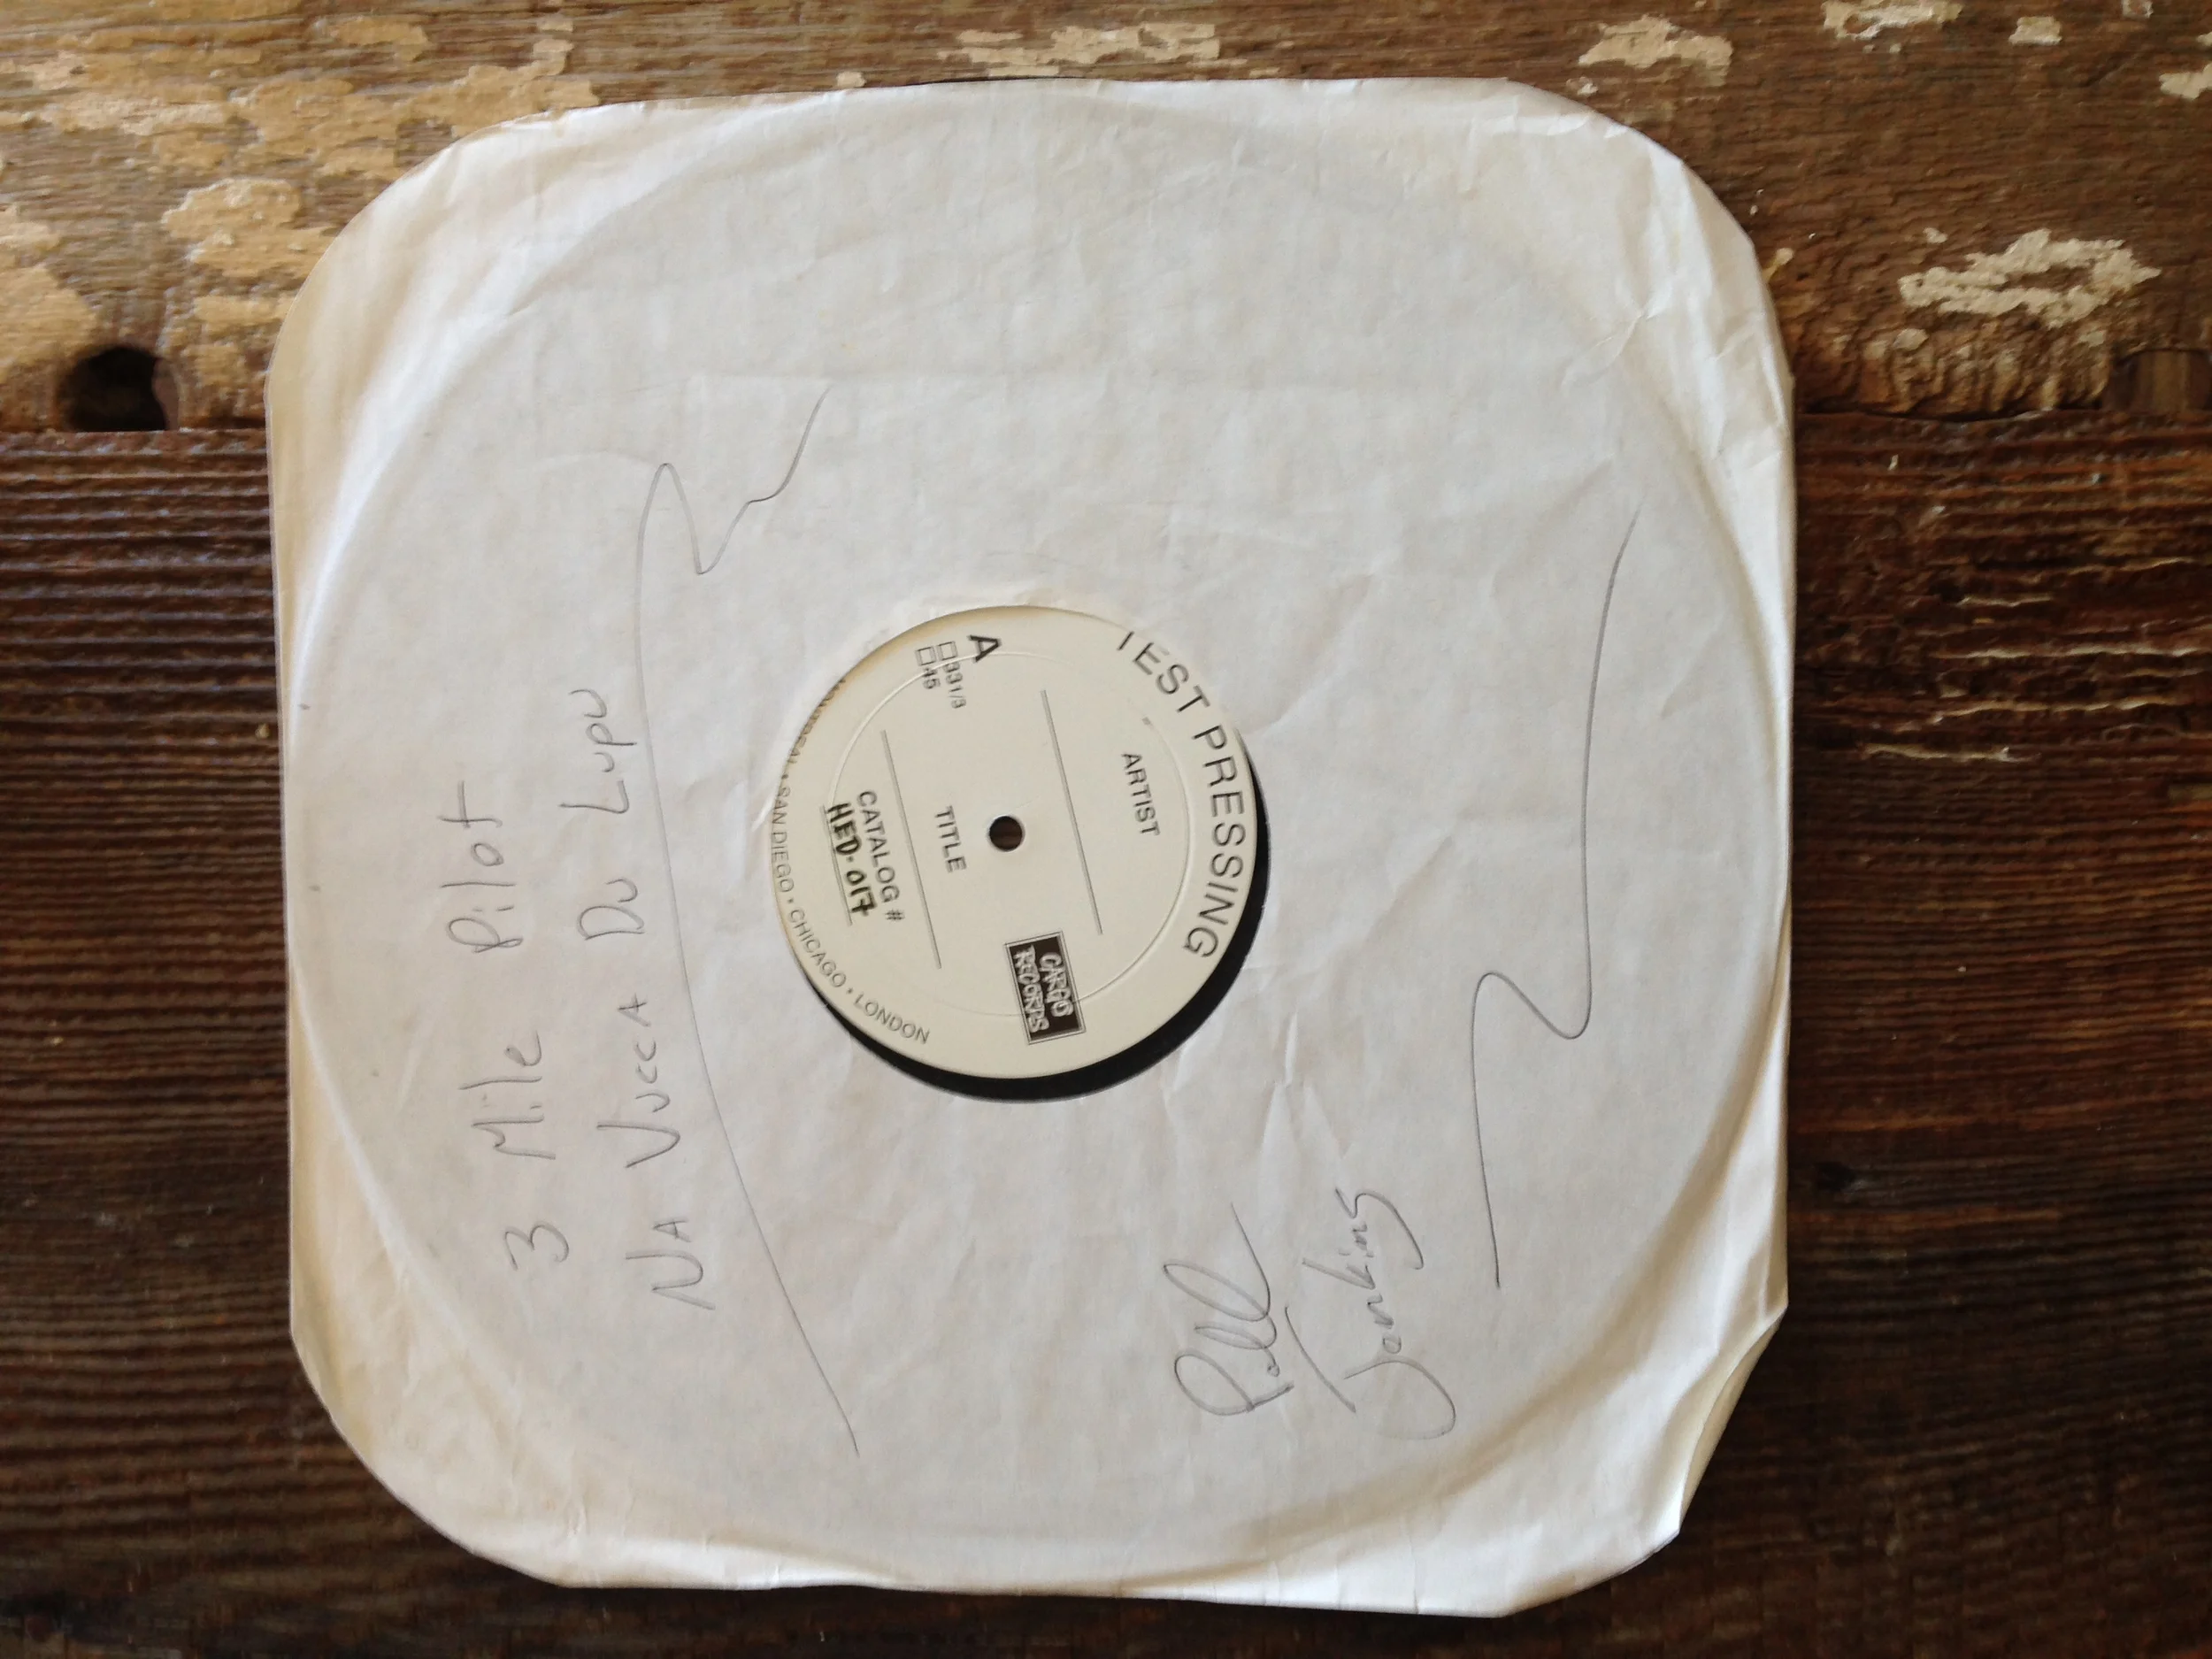 3 Mile Pilot
NA VUCCA DU LUPU
TEST PRESSING
ARTIST
TITLE
CATALOG #
HED-017
A
33 1/3
45
CARGO
RECORDS
SAN DIEGO • CHICAGO • LONDON
Pall
Jenkins